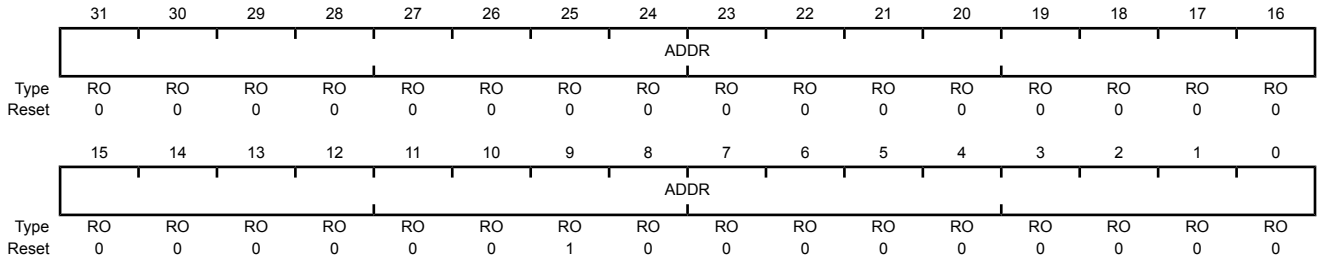 31 30 29 28 27 26 25 24 23 22 21 20 19 18 17 16
ADDR
Type RO RO RO RO RO RO RO RO RO RO RO RO RO RO RO RO
Reset 0 0 0 0 0 0 0 0 0 0 0 0 0 0 0 0
15 14 13 12 11 10 9 8 7 6 5 4 3 2 1 0
ADDR
Type RO RO RO RO RO RO RO RO RO RO RO RO RO RO RO RO
Reset 0 0 0 0 0 0 1 0 0 0 0 0 0 0 0 0